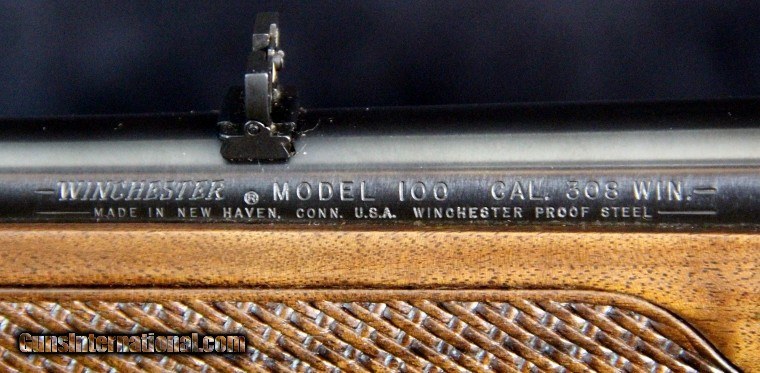 -WINCHESTER ® MODEL 100 CAL. 308 WIN.-
MADE IN NEW HAVEN, CONN. U.S.A. WINCHESTER PROOF STEEL
GunsInternational.com